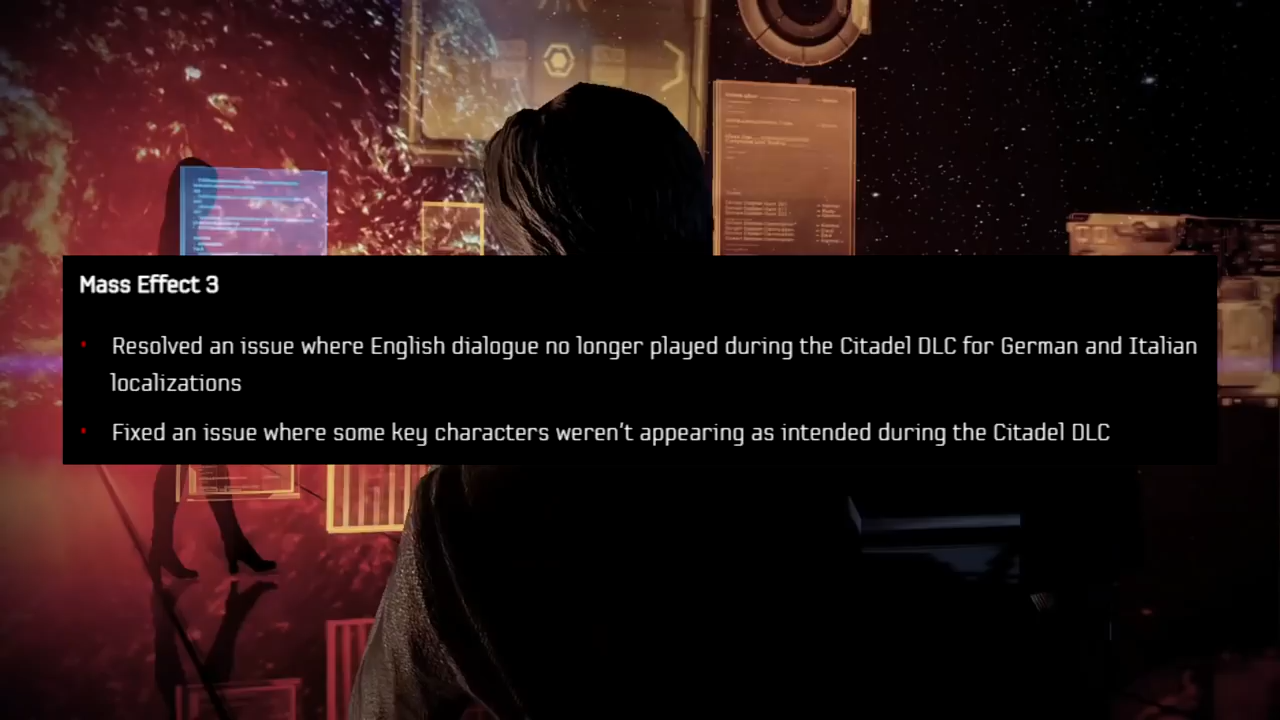 Mass Effect 3
• Resolved an issue where English dialogue no longer played during the Citadel DLC for German and Italian
localizations
• Fixed an issue where some key characters weren't appearing as intended during the Citadel DLC